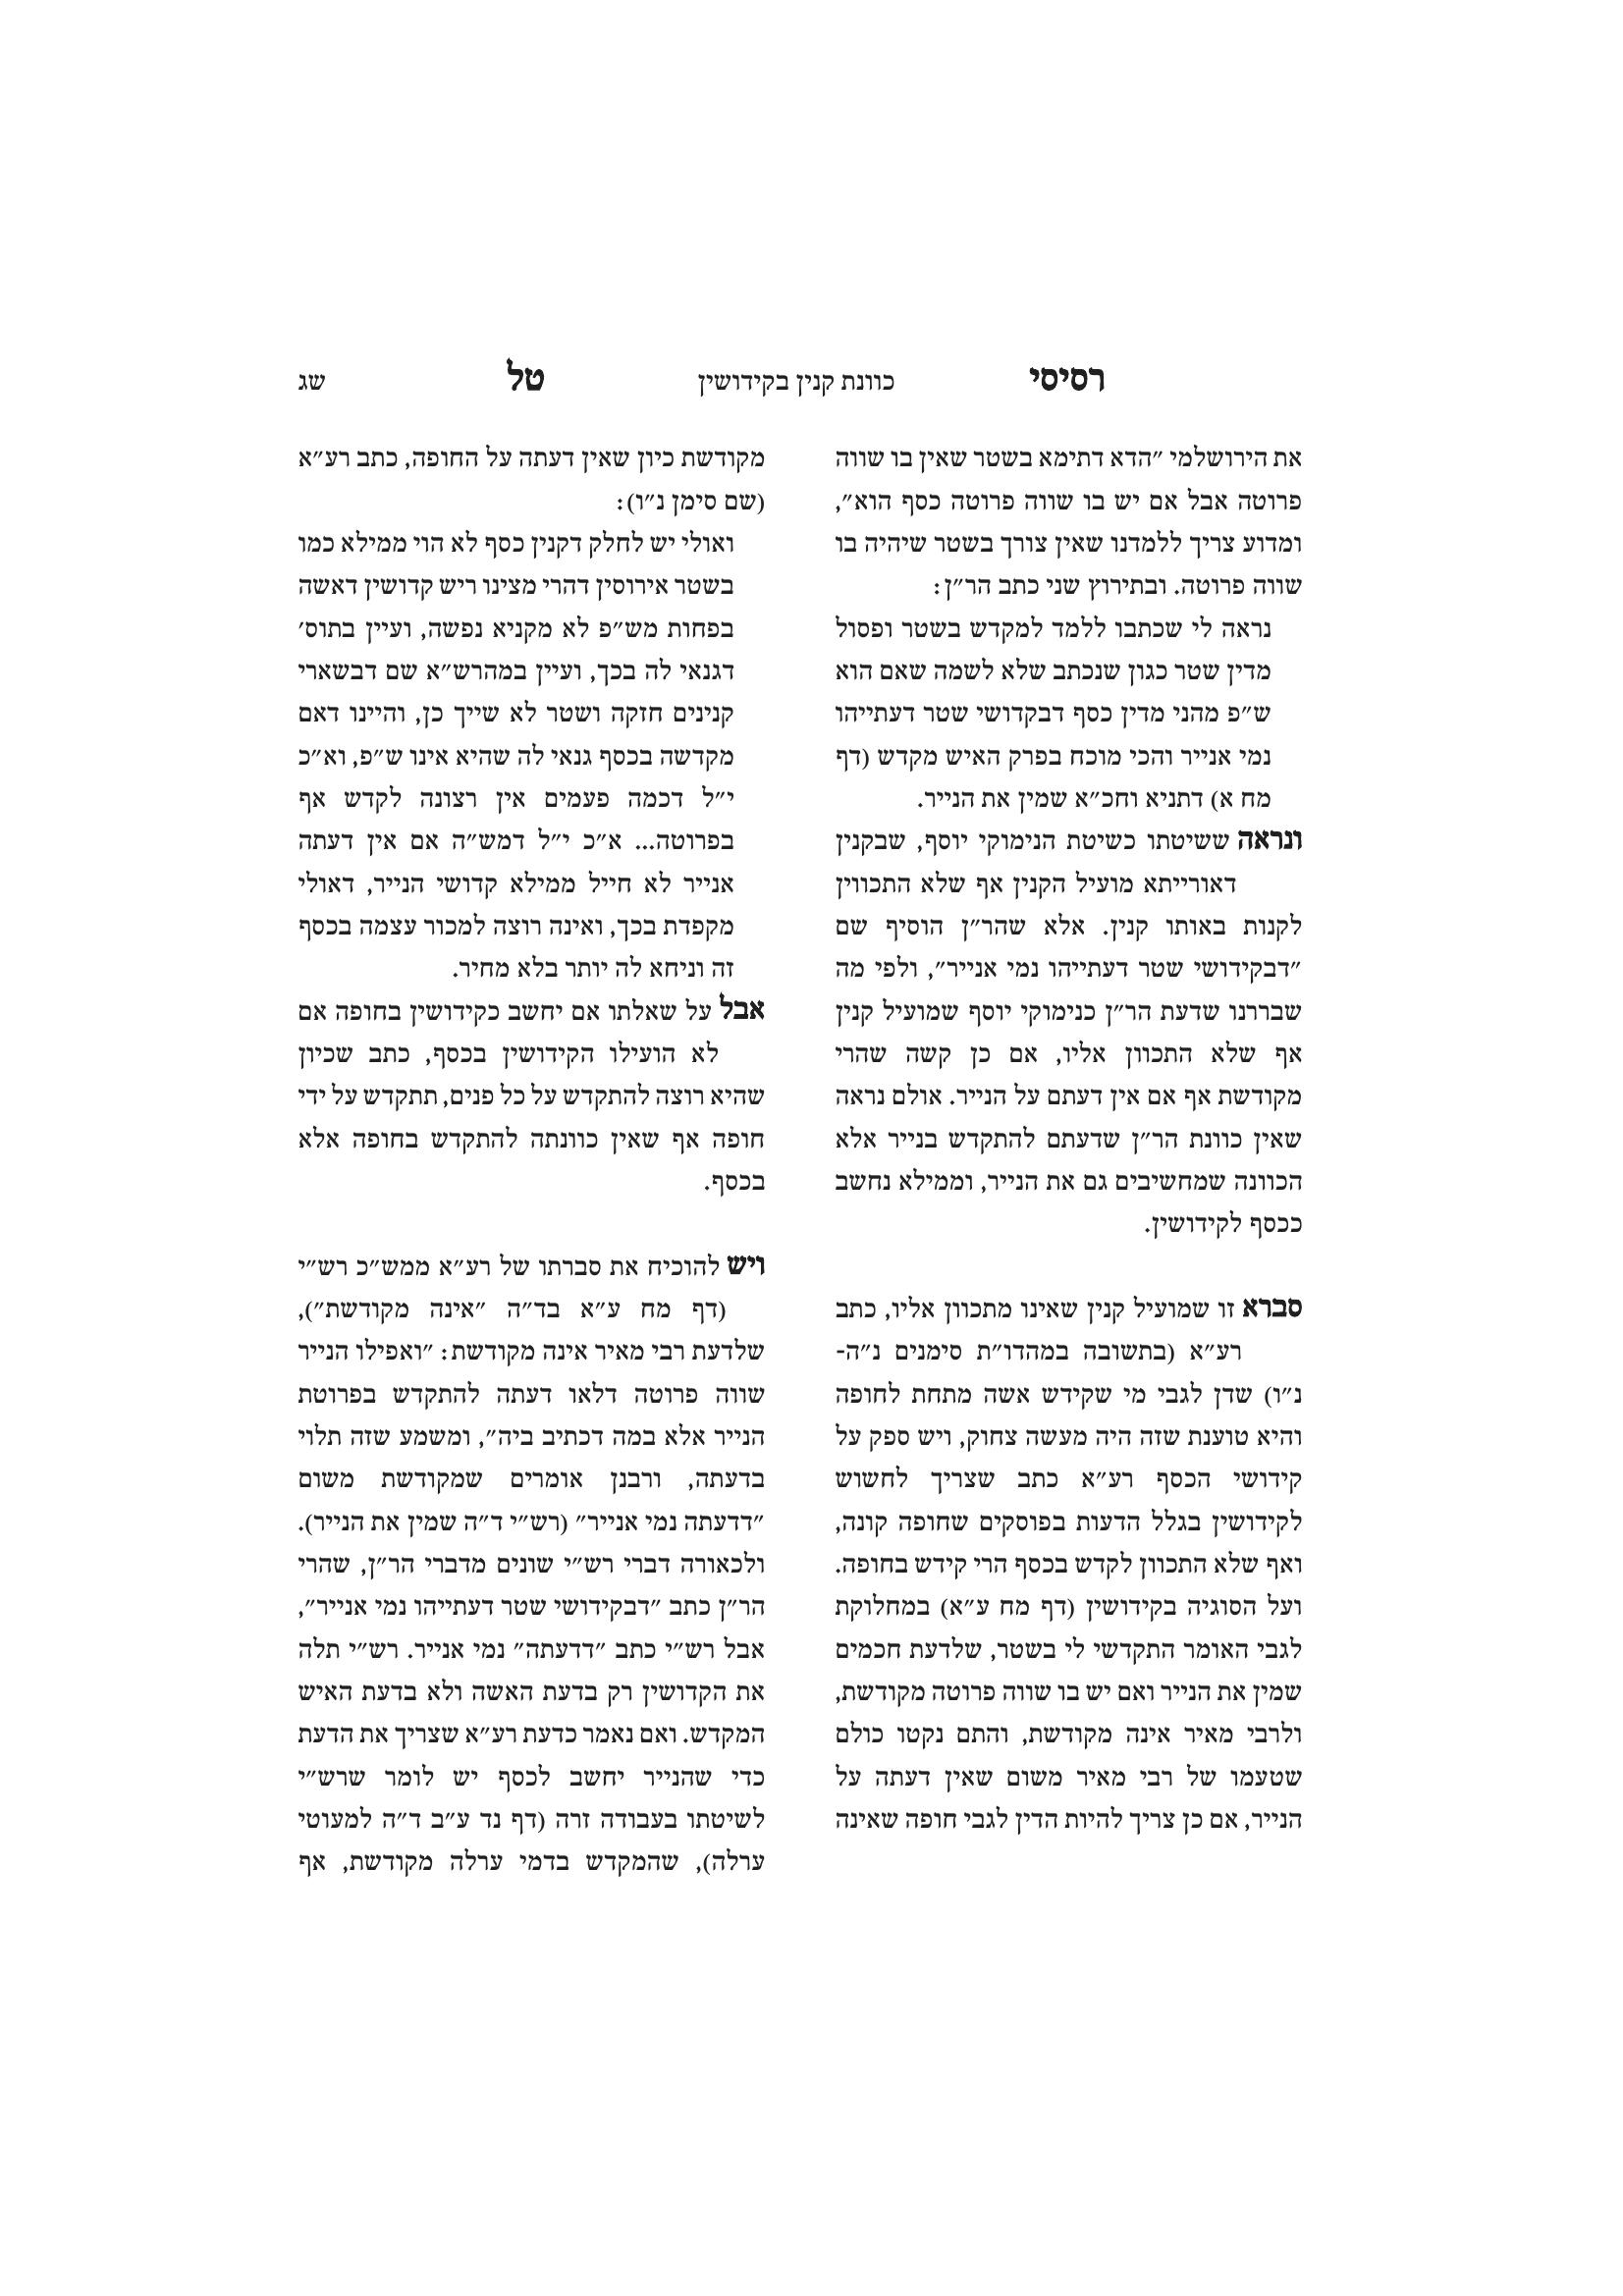 רסיסי כוונת קנין בקידושין טל שג
את הירושלמי ״הדא דתימא בשטר שאין בו שווה
פרוטה אבל אם יש בו שווה פרוטה כסף הוא״,
ומדוע צריך ללמדנו שאין צורך בשטר שיהיה בו
שווה פרוטה. ובתירוץ שני כתב הר״ן:
נראה לי שכתבו ללמד למקדש בשטר ופסול
מדין שטר כגון שנכתב שלא לשמה שאם הוא
ש״פ מהני מדין כסף דבקדושי שטר דעתייהו
נמי אנייר והכי מוכח בפרק האיש מקדש (דף
מח א) דתניא וחכ״א שמין את הנייר.
ונראה ששיטתו כשיטת הנימוקי יוסף, שבקנין
דאורייתא מועיל הקנין אף שלא התכווין
לקנות באותו קנין. אלא שהר״ן הוסיף שם
״דבקידושי שטר דעתייהו נמי אנייר״, ולפי מה
שבררנו שדעת הר״ן כנימוקי יוסף שמועיל קנין
אף שלא התכוון אליו, אם כן קשה שהרי
מקודשת אף אם אין דעתם על הנייר. אולם נראה
שאין כוונת הר״ן שדעתם להתקדש בנייר אלא
הכוונה שמחשיבים גם את הנייר, וממילא נחשב
ככסף לקידושין.
סברא זו שמועיל קנין שאינו מתכוון אליו, כתב
רע״א (בתשובה במהדו״ת סימנים נ״ה-
נ״ו) שדן לגבי מי שקידש אשה מתחת לחופה
והיא טוענת שזה היה מעשה צחוק, ויש ספק על
קידושי הכסף רע״א כתב שצריך לחשוש
לקידושין בגלל הדעות בפוסקים שחופה קונה,
ואף שלא התכוון לקדש בכסף הרי קידש בחופה.
ועל הסוגיה בקידושין (דף מח ע״א) במחלוקת
לגבי האומר התקדשי לי בשטר, שלדעת חכמים
שמין את הנייר ואם יש בו שווה פרוטה מקודשת,
ולרבי מאיר אינה מקודשת, והתם נקטו כולם
שטעמו של רבי מאיר משום שאין דעתה על
הנייר, אם כן צריך להיות הדין לגבי חופה שאינה
מקודשת כיון שאין דעתה על החופה, כתב רע״א
(שם סימן נ״ו):
ואולי יש לחלק דקנין כסף לא הוי ממילא כמו
בשטר אירוסין דהרי מצינו ריש קדושין דאשה
בפחות מש״פ לא מקניא נפשה, ועיין בתוס׳
דגנאי לה בכך, ועיין במהרש״א שם דבשארי
קנינים חזקה ושטר לא שייך כן, והיינו דאם
מקדשה בכסף גנאי לה שהיא אינו ש״פ, וא״כ
י״ל דכמה פעמים אין רצונה לקדש אף
בפרוטה... א״כ י״ל דמש״ה אם אין דעתה
אנייר לא חייל ממילא קדושי הנייר, דאולי
מקפדת בכך, ואינה רוצה למכור עצמה בכסף
זה וניחא לה יותר בלא מחיר.
אבל על שאלתו אם יחשב כקידושין בחופה אם
לא הועילו הקידושין בכסף, כתב שכיון
שהיא רוצה להתקדש על כל פנים, תתקדש על ידי
חופה אף שאין כוונתה להתקדש בחופה אלא
בכסף.
ויש להוכיח את סברתו של רע״א ממש״כ רש״י
(דף מח ע״א בד״ה ״אינה מקודשת״),
שלדעת רבי מאיר אינה מקודשת: ״ואפילו הנייר
שווה פרוטה דלאו דעתה להתקדש בפרוטת
הנייר אלא במה דכתיב ביה״, ומשמע שזה תלוי
בדעתה, ורבנן אומרים שמקודשת משום
״דדעתה נמי אנייר״ (רש״י ד״ה שמין את הנייר).
ולכאורה דברי רש״י שונים מדברי הר״ן, שהרי
הר״ן כתב ״דבקידושי שטר דעתייהו נמי אנייר״,
אבל רש״י כתב ״דדעתה״ נמי אנייר. רש״י תלה
את הקדושין רק בדעת האשה ולא בדעת האיש
המקדש. ואם נאמר כדעת רע״א שצריך את הדעת
כדי שהנייר יחשב לכסף יש לומר שרש״י
לשיטתו בעבודה זרה (דף נד ע״ב ד״ה למעוטי
ערלה), שהמקדש בדמי ערלה מקודשת, אף